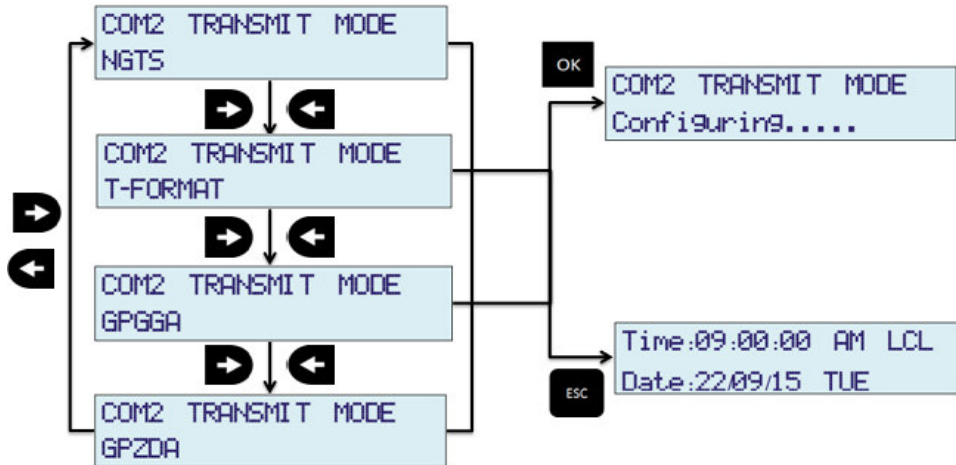 COM2 TRANSMIT MODE
NGTS
COM2 TRANSMIT MODE
T-FORMAT
COM2 TRANSMIT MODE
GPGGA
COM2 TRANSMIT MODE
GPZDA
OK
COM2 TRANSMIT MODE
Configuring.....
ESC
Time:09:00:00 AM LCL
Date:22/09/15 TUE